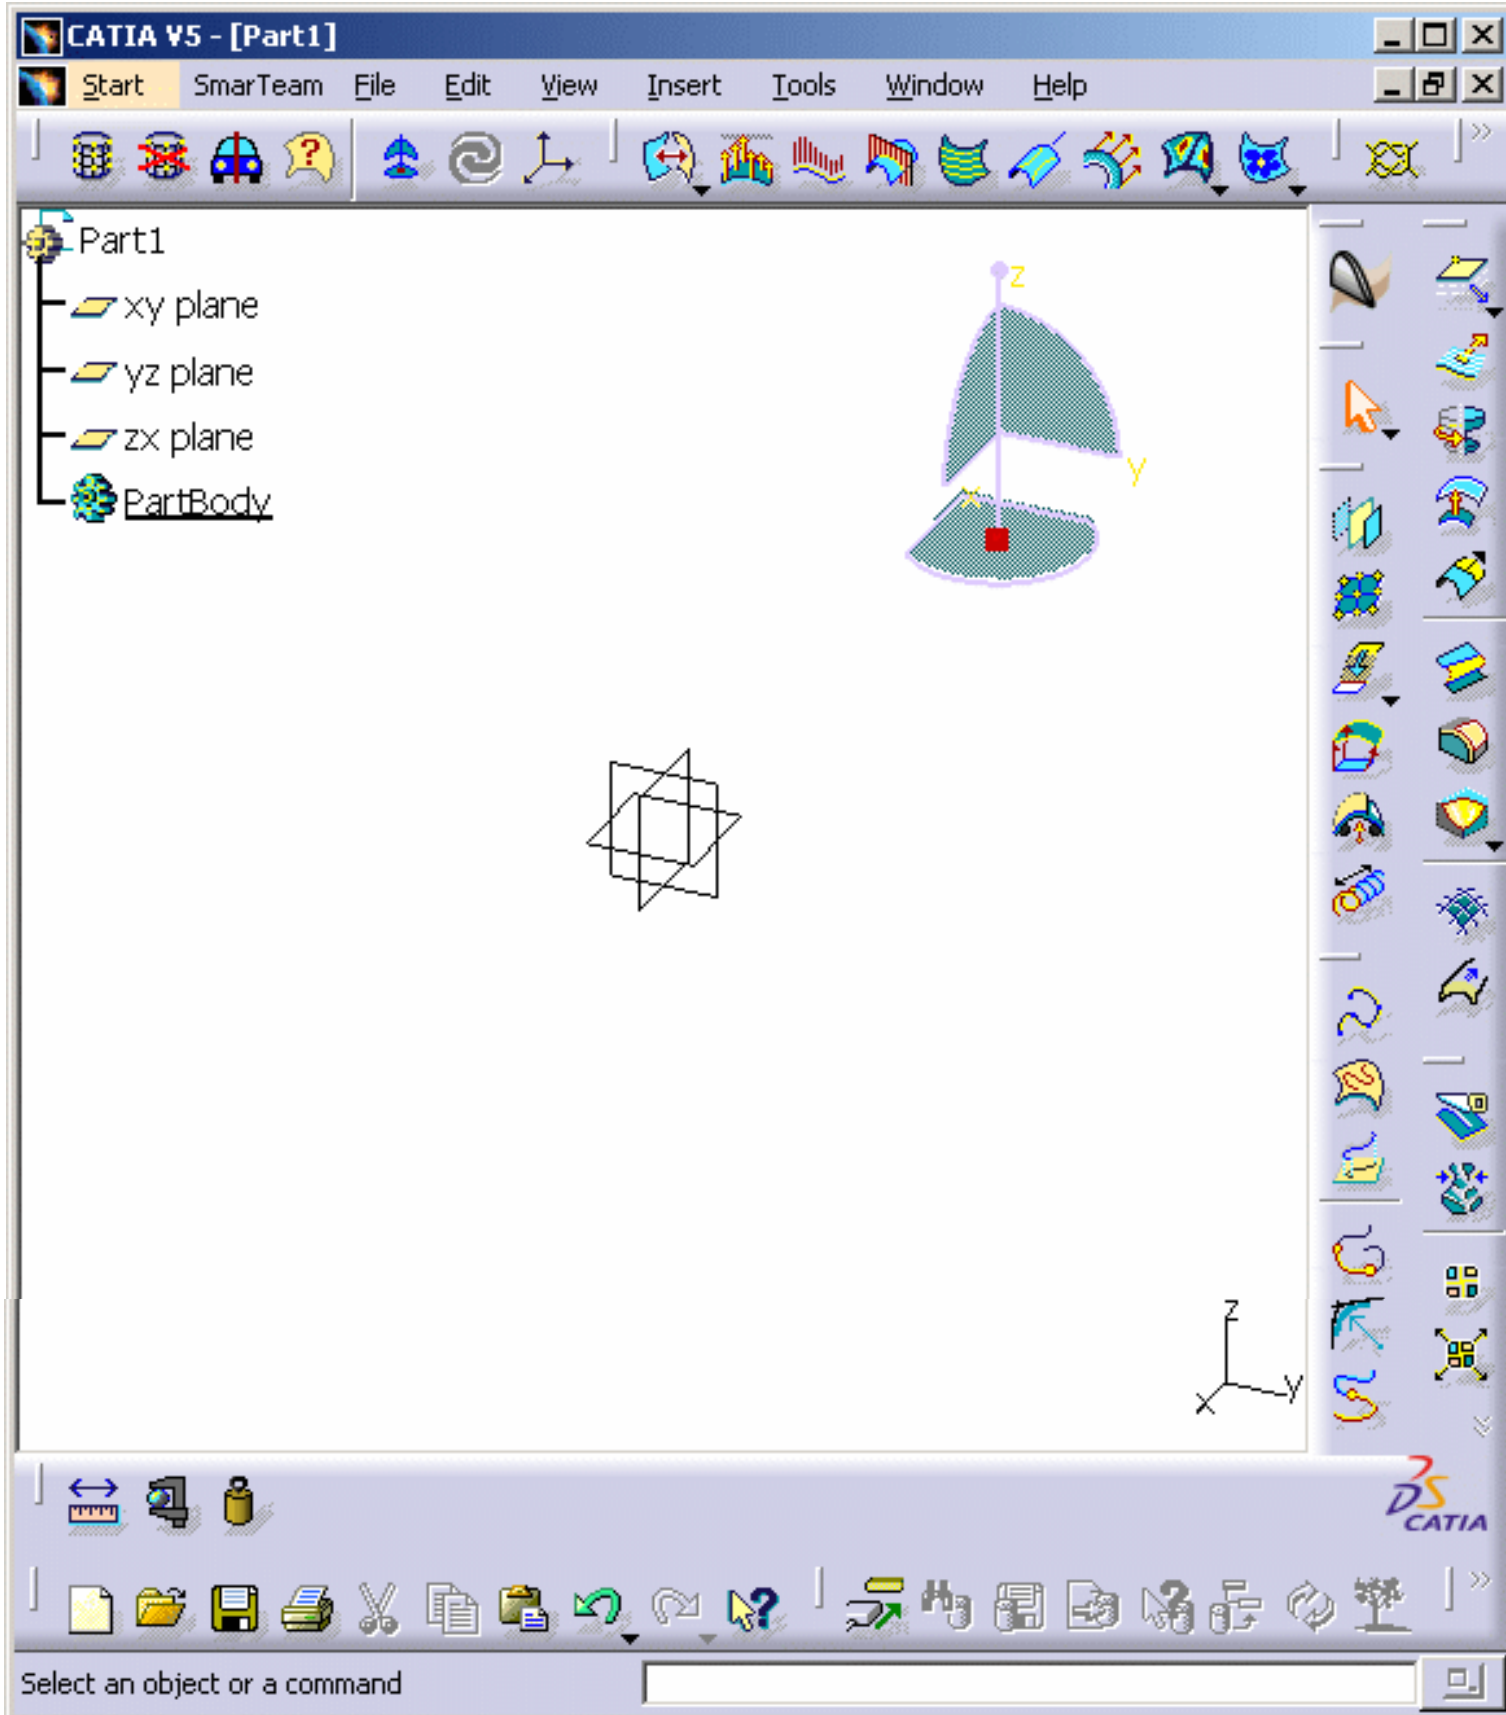 CATIA V5 - [Part1]
Start SmarTeam File Edit View Insert Tools Window Help
Part1
xy plane
yz plane
zx plane
PartBody
z
y
x
z
y
x
CATIA
Select an object or a command